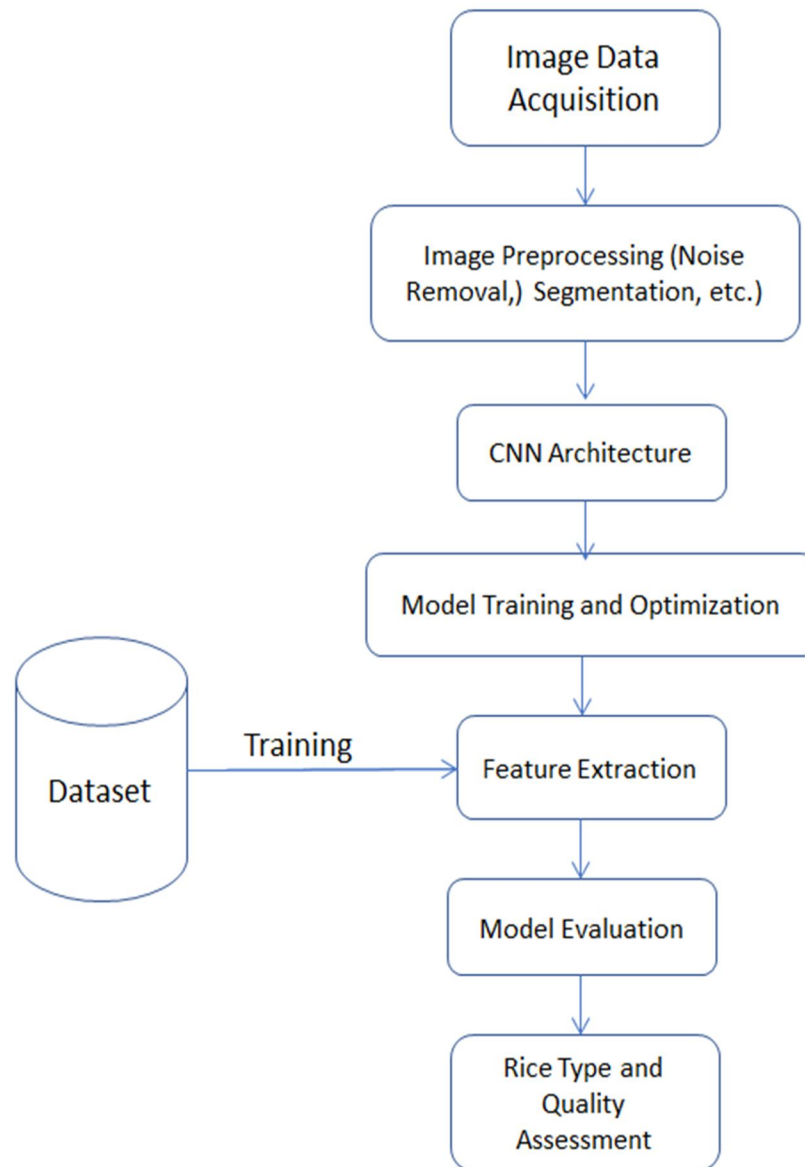 Image Data
Acquisition
Image Preprocessing (Noise
Removal,) Segmentation, etc.)
CNN Architecture
Model Training and Optimization
Training
Dataset
Feature Extraction
Model Evaluation
Rice Type and
Quality
Assessment